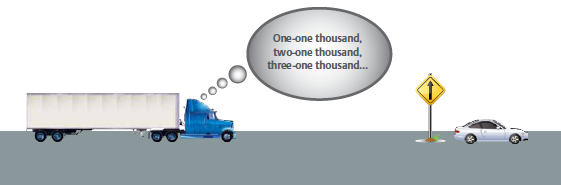 One-one thousand,
two-one thousand,
three-one thousand...